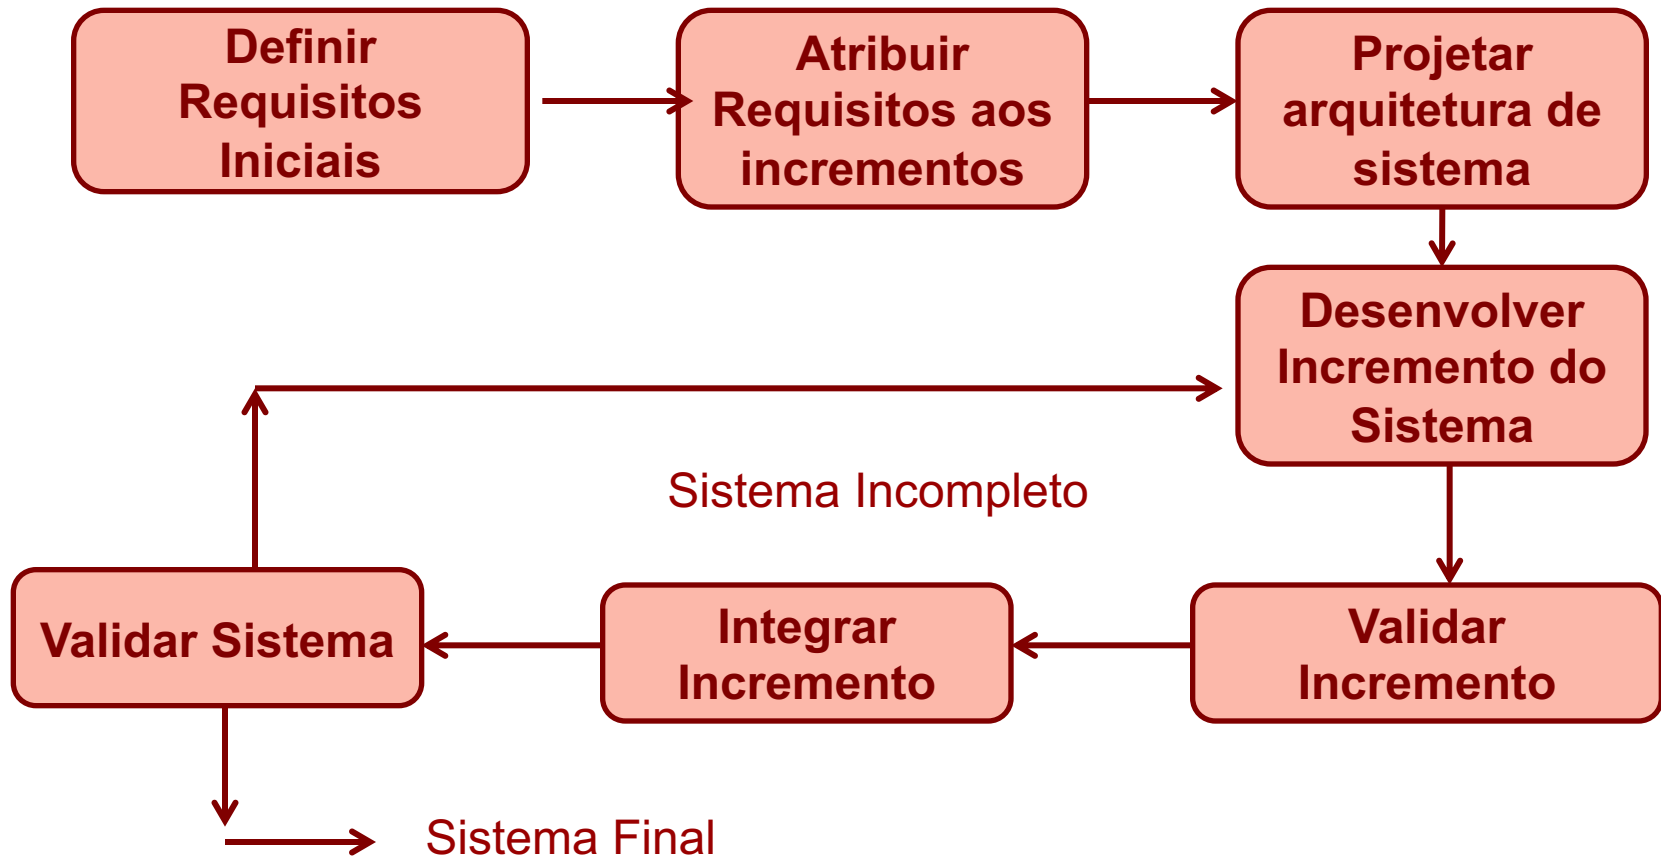 Definir
Requisitos
Iniciais
Atribuir
Requisitos aos
incrementos
Projetar
arquitetura de
sistema
Desenvolver
Incremento do
Sistema
Sistema Incompleto
Validar Sistema
Integrar
Incremento
Validar
Incremento
Sistema Final